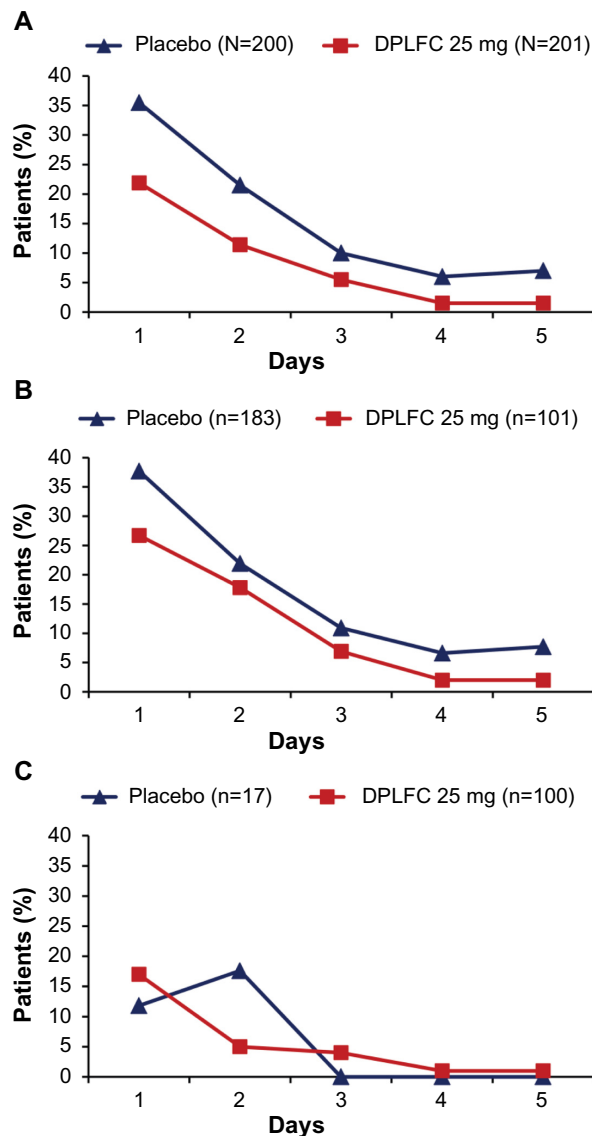 A
Placebo (N=200) DPLFC 25 mg (N=201)
40
35
30
25
20
15
10
5
0
Patients (%)
1 2 3 4 5
Days
B
Placebo (n=183) DPLFC 25 mg (n=101)
40
35
30
25
20
15
10
5
0
Patients (%)
1 2 3 4 5
Days
C
Placebo (n=17) DPLFC 25 mg (n=100)
40
35
30
25
20
15
10
5
0
Patients (%)
1 2 3 4 5
Days